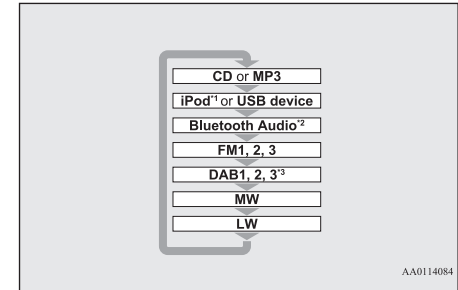 CD or MP3
iPod*1 or USB device
Bluetooth Audio*2
FM1, 2, 3
DAB1, 2, 3*3
MW
LW
AA0114084